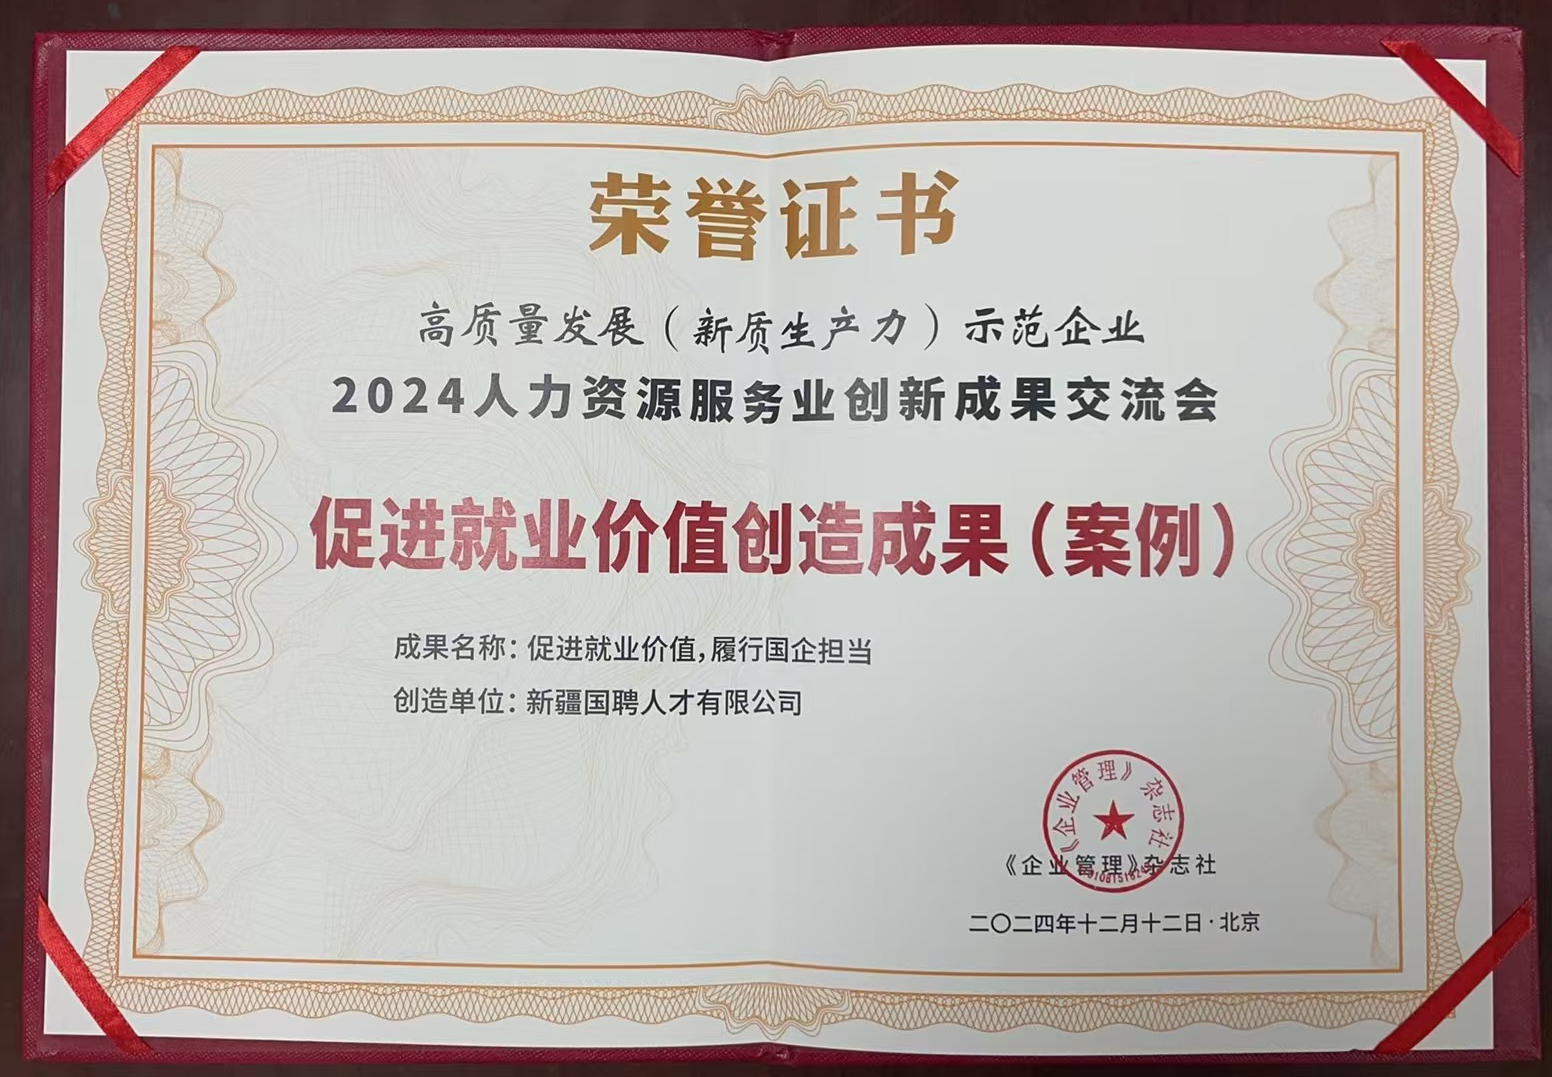 荣誉证书
高质量发展（新质生产力）示范企业
2024人力资源服务业创新成果交流会
促进就业价值创造成果（案例）
成果名称：促进就业价值，履行国企担当
创造单位：新疆国聘人才有限公司
《企业管理》杂志社
《企业管理》杂志社
二〇二四年十二月十二日·北京